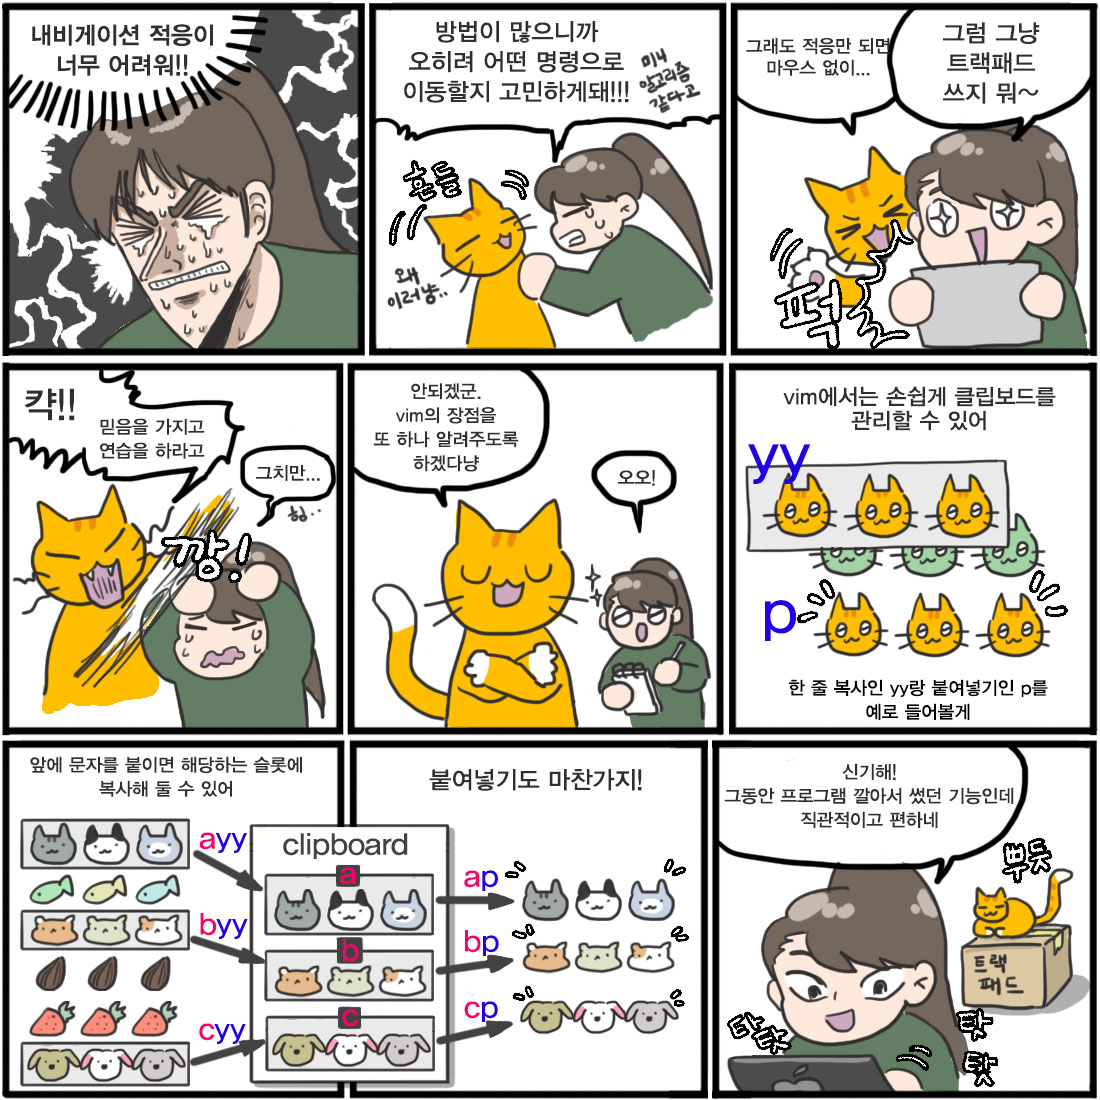 내비게이션 적응이
너무 어려워!!
방법이 많으니까
오히려 어떤 명령으로
이동할지 고민하게돼!!!
미니
알고리즘
같다고
흔들
왜
이러냥..
그래도 적응만 되면
마우스 없이...
그럼 그냥
트랙패드
쓰지 뭐~
퍽
캭!!
믿음을 가지고
연습을 하라고
그치만...
힝..
깡!
안되겠군.
vim의 장점을
또 하나 알려주도록
하겠다냥
오오!
vim에서는 손쉽게 클립보드를
관리할 수 있어
yy
p
한 줄 복사인 yy랑 붙여넣기인 p를
예로 들어볼게
앞에 문자를 붙이면 해당하는 슬롯에
복사해 둘 수 있어
ayy
byy
cyy
clipboard
a
b
c
붙여넣기도 마찬가지!
ap
bp
cp
신기해!
그동안 프로그램 깔아서 썼던 기능인데
직관적이고 편하네
뿌듯
트랙
패드
타탓
탓
탓